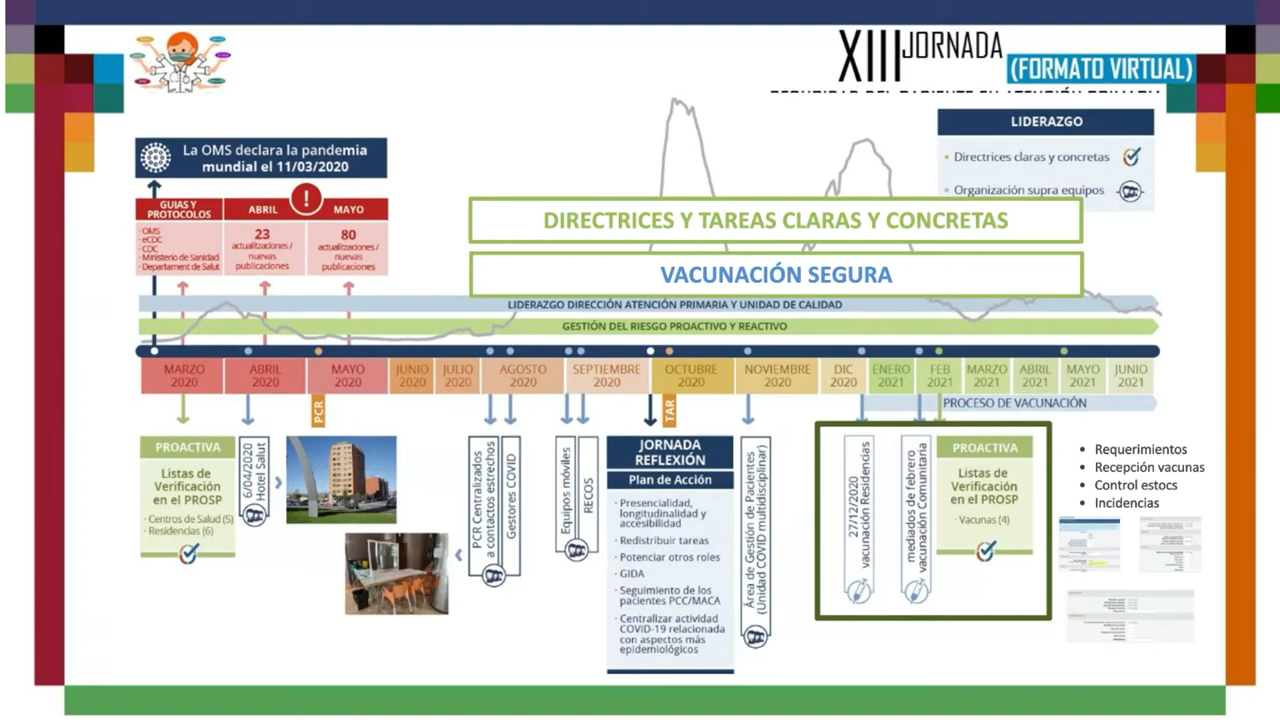 XIII JORNADA
(FORMATO VIRTUAL)
La OMS declara la pandemia
mundial el 11/03/2020
LIDERAZGO
Directrices claras y concretas
Organización supra equipos
GUIAS Y
PROTOCOLOS
· OMS
· eCDC
· CDC
· Ministerio de Sanidad
· Departament de Salut
ABRIL
23
actualizaciones /
nuevas
publicaciones
!
MAYO
80
actualizaciones /
nuevas
publicaciones
DIRECTRICES Y TAREAS CLARAS Y CONCRETAS
VACUNACIÓN SEGURA
LIDERAZGO DIRECCIÓN ATENCIÓN PRIMARIA Y UNIDAD DE CALIDAD
GESTIÓN DEL RIESGO PROACTIVO Y REACTIVO
MARZO
2020
ABRIL
2020
MAYO
2020
JUNIO
2020
JULIO
2020
AGOSTO
2020
SEPTIEMBRE
2020
OCTUBRE
2020
NOVIEMBRE
2020
DIC
2020
ENERO
2021
FEB
2021
MARZO
2021
ABRIL
2021
MAYO
2021
JUNIO
2021
PCR
TAR
PROCESO DE VACUNACIÓN
PROACTIVA
Listas de
Verificación
en el PROSP
· Centros de Salud (5)
· Residencias (6)
6/04/2020
Hotel Salut
PCR Centralizados
a contactos estrechos
Gestores COVID
Equipos móviles
RECOS
JORNADA
REFLEXIÓN
Plan de Acción
· Presencialidad,
longitudinalidad y
accesibilidad
· Redistribuir tareas
· Potenciar otros roles
· GIDA
· Seguimiento de los
pacientes PCC/MACA
· Centralizar actividad
COVID-19 relacionada
con aspectos más
epidemiológicos
Área de Gestión de Pacientes
(Unidad COVID multidisciplinar)
27/12/2020
vacunación Residencias
mediados de febrero
vacunación Comunitaria
PROACTIVA
Listas de
Verificación
en el PROSP
· Vacunas (4)
• Requerimientos
• Recepción vacunas
• Control estocs
• Incidencias